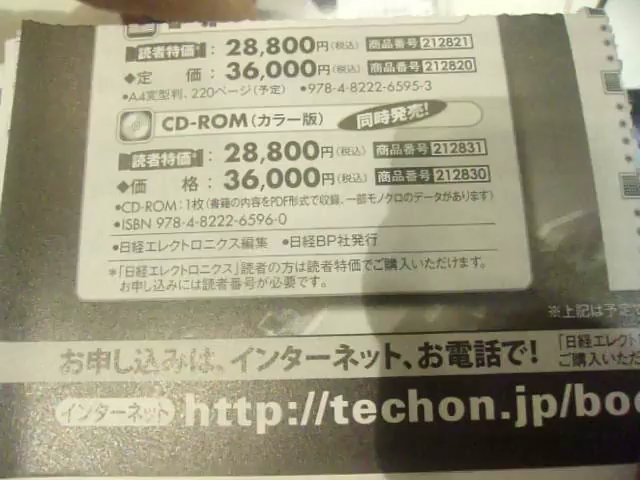 読者特価：28,800円(税込) 商品番号 212821
◆定 価：36,000円(税込) 商品番号 212820
•A4変型判、220ページ(予定) •978-4-8222-6595-3
CD-ROM(カラー版) 同時発売!
読者特価：28,800円(税込) 商品番号 212831
◆価 格：36,000円(税込) 商品番号 212830
•CD-ROM：1枚(書籍の内容をPDF形式で収録、一部モノクロのデータがあります)
•ISBN 978-4-8222-6596-0
•日経エレクトロニクス編集 •日経BP社発行
*「日経エレクトロニクス」読者の方は読者特価でご購入いただけます。
お申し込みには読者番号が必要です。
※上記は予定で
お申し込みは、インターネット、お電話で!
「日経エレクト
ご購入いただ
インターネット http://techon.jp/boo